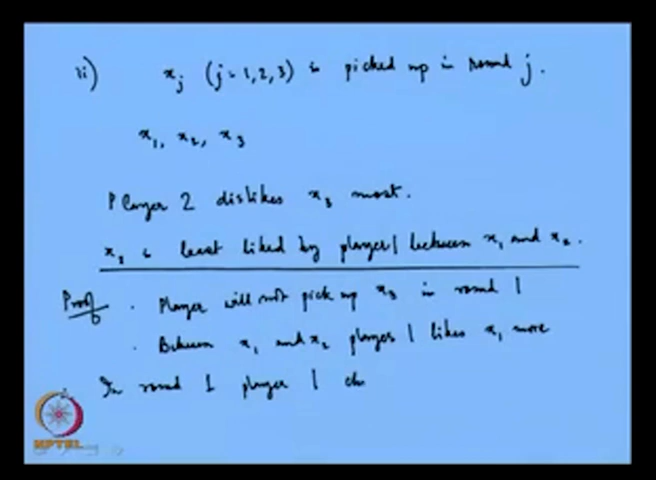 ii) x_j (j = 1, 2, 3) is picked up in round j.
x_1, x_2, x_3
Player 2 dislikes x_3 most.
x_2 is least liked by player 1 between x_1 and x_2.
Proof . Player will not pick up x_3 in round 1
. Between x_1 and x_2 player 1 likes x_1 more
In round 1 player 1 ch
NPTEL